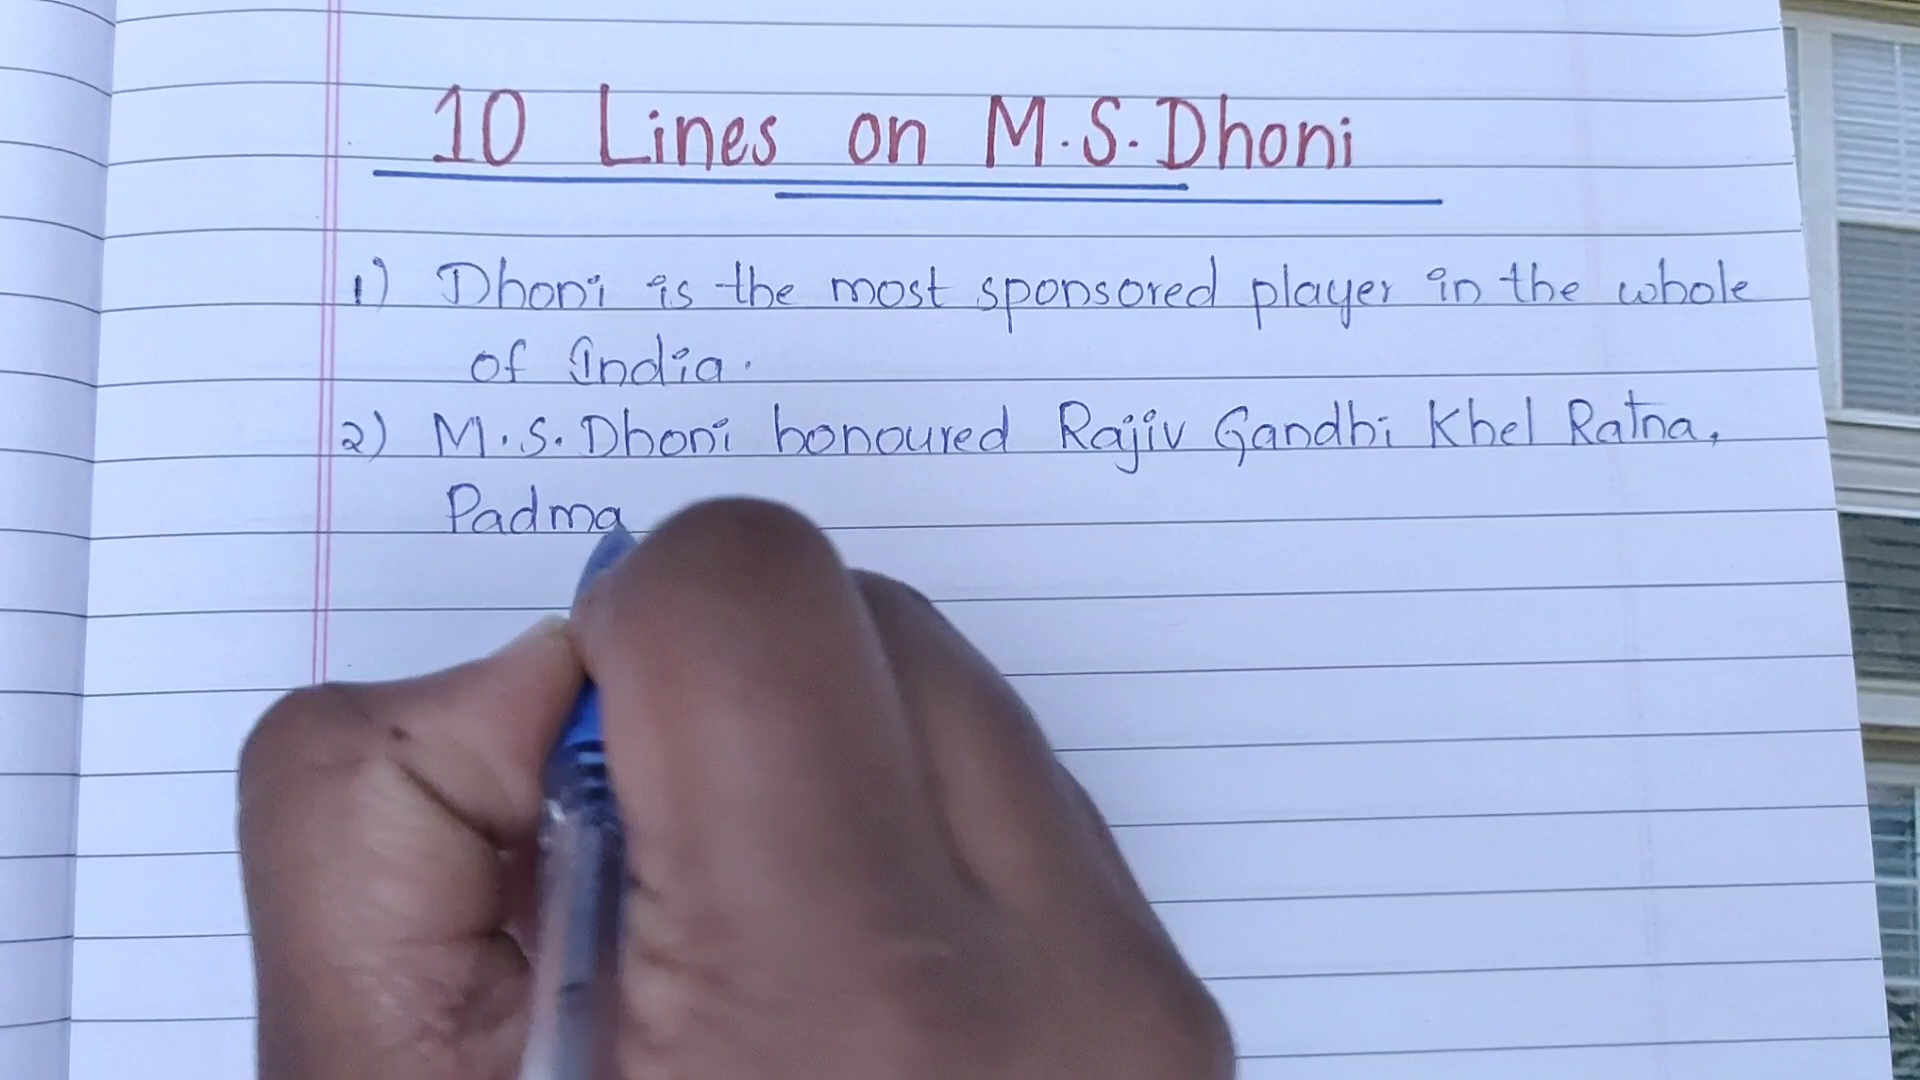 10 Lines on M.S.Dhoni
1) Dhoni is the most sponsored player in the whole
of India.
2) M.S.Dhoni honoured Rajiv Gandhi Khel Ratna,
Padma